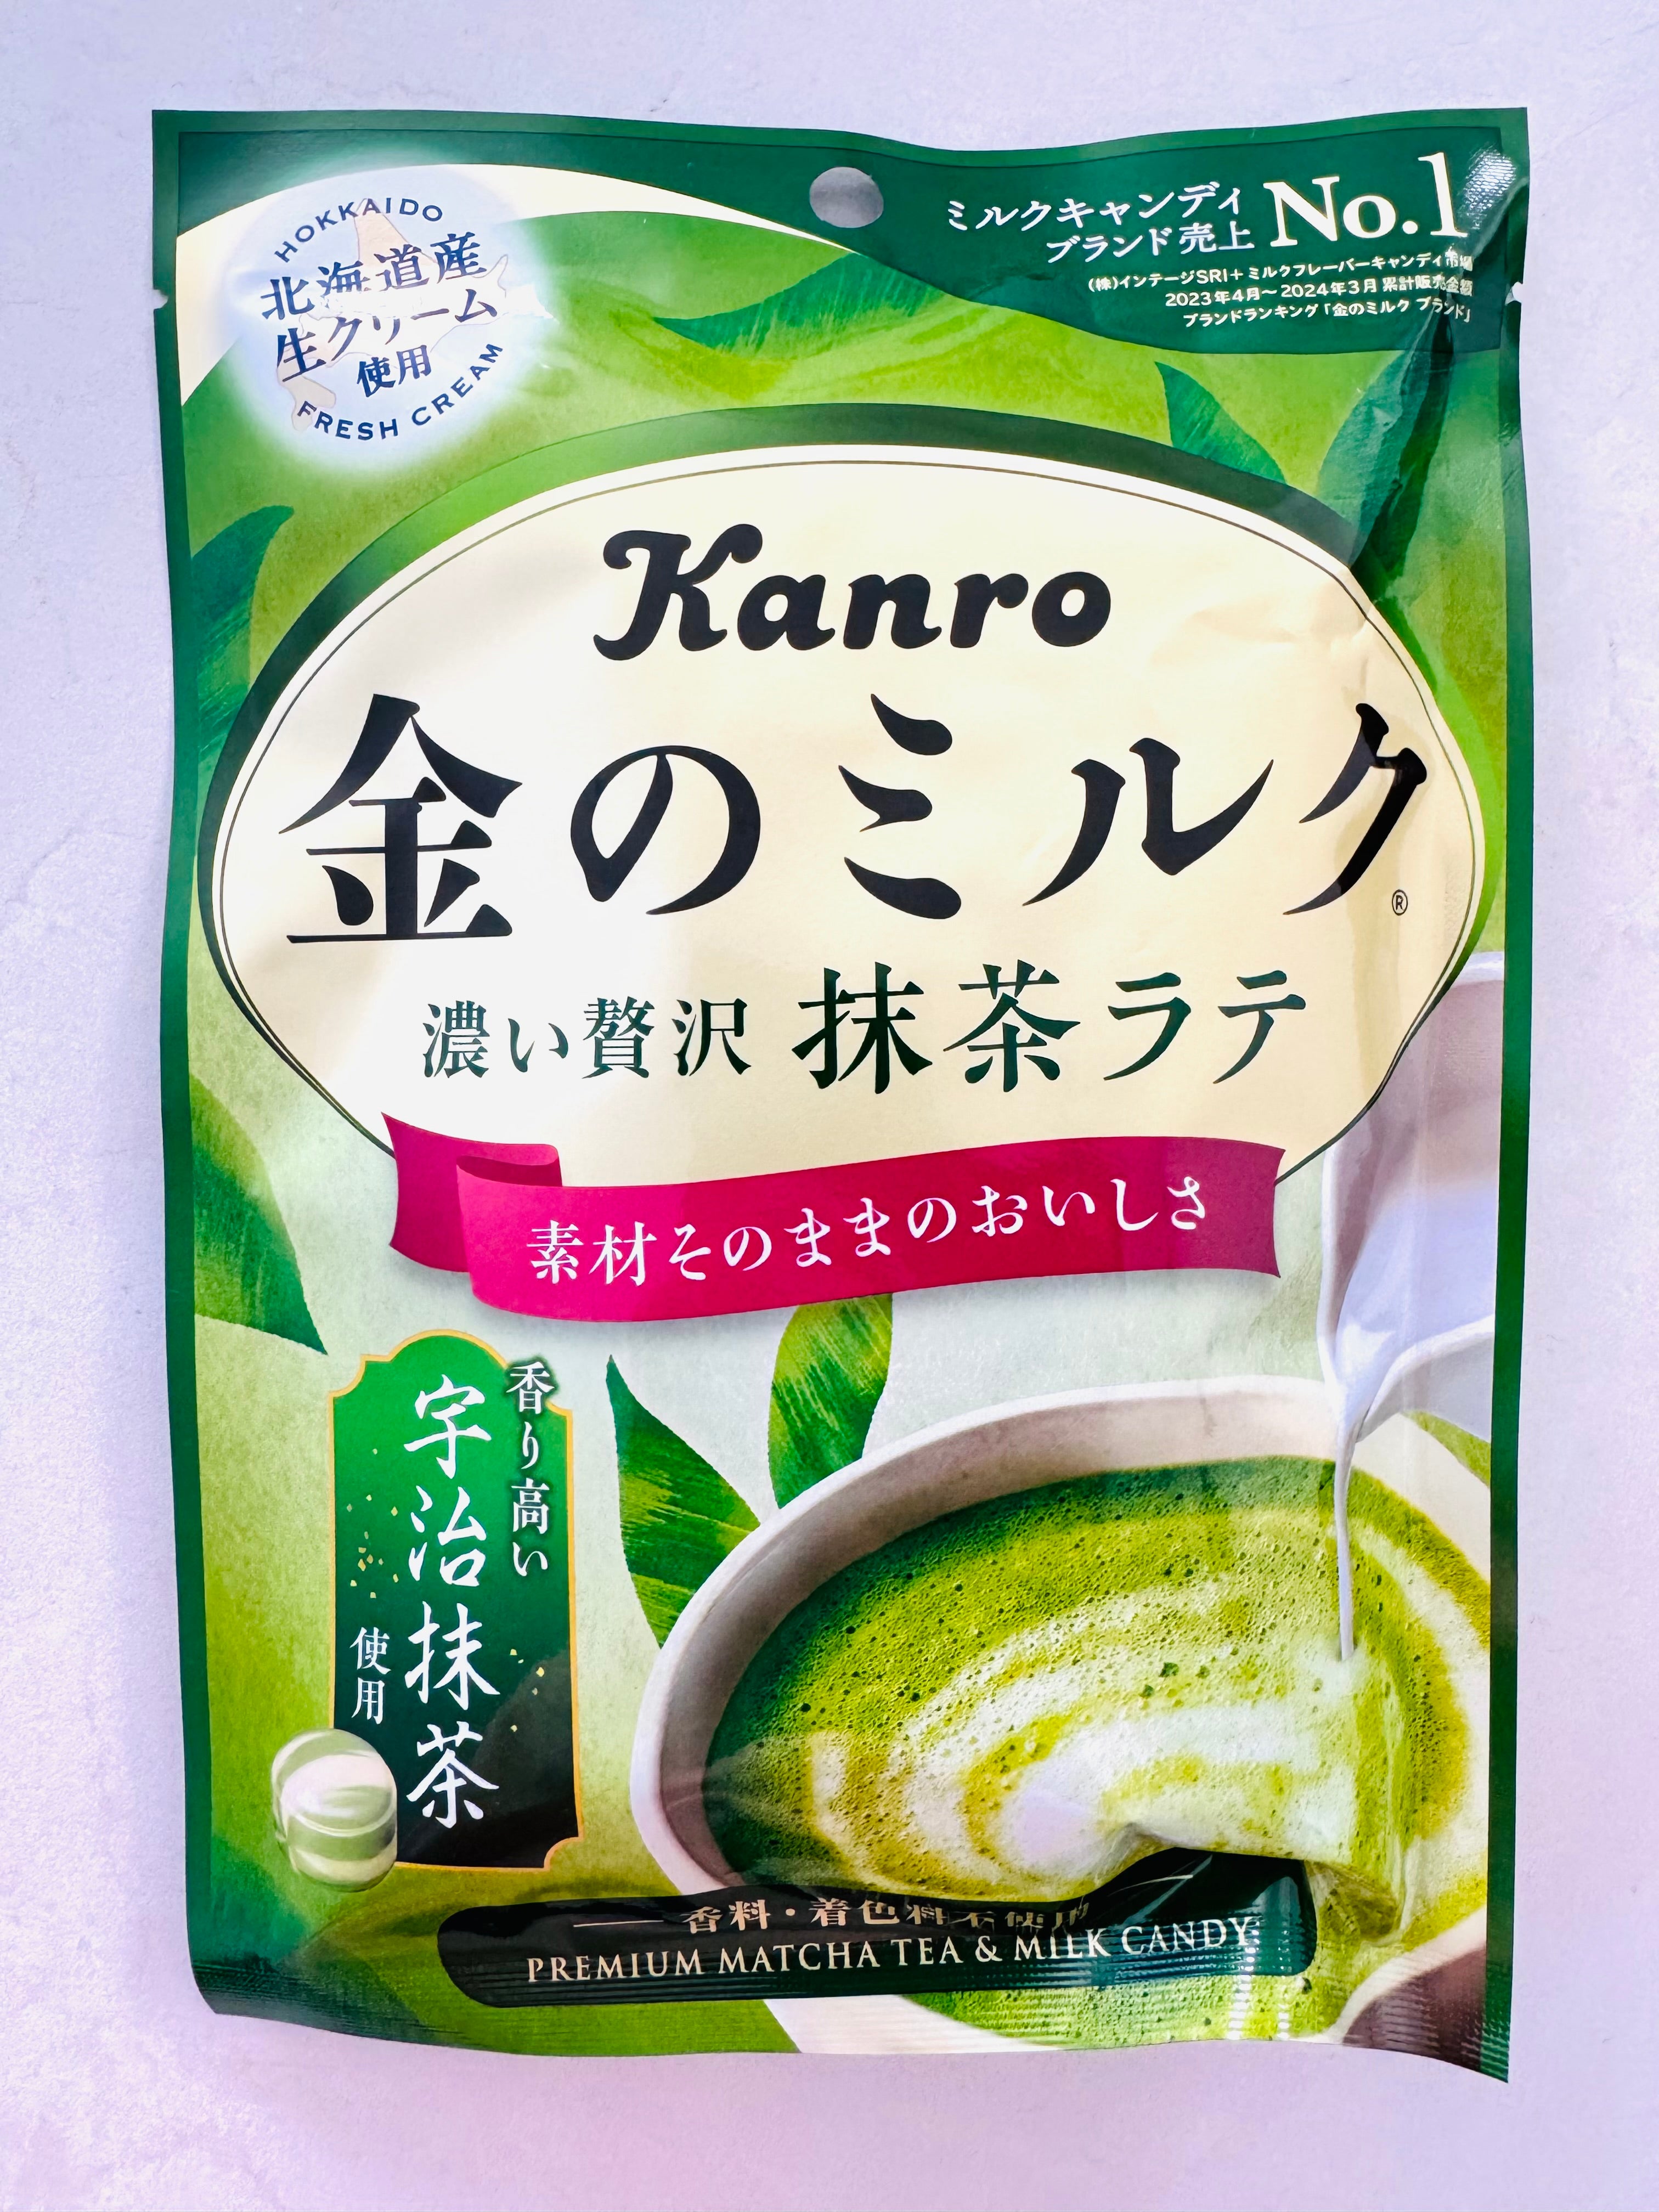 HOKKAIDO
北海道産
生クリーム
使用
FRESH CREAM
ミルクキャンディ
ブランド売上 No.1
(株)インテージSRI+ ミルクフレーバーキャンディ市場
2023年4月~2024年3月 累計販売金額
ブランドランキング「金のミルク ブランド」
Kanro
金のミルク®
濃い贅沢 抹茶ラテ
素材そのままのおいしさ
香り高い
宇治抹茶
使用
香料・着色料不使用
PREMIUM MATCHA TEA & MILK CANDY